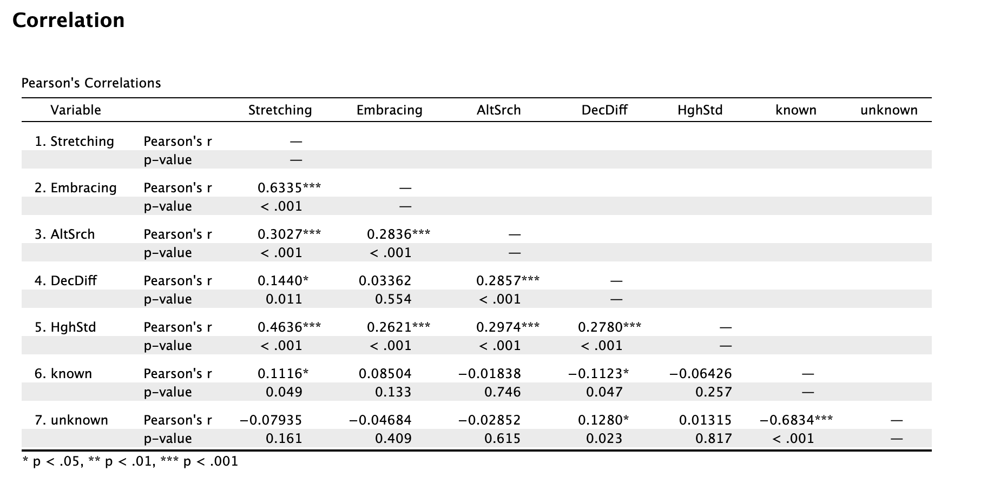 Correlation
Pearson's Correlations
Variable Stretching Embracing AltSrch DecDiff HghStd known unknown
1. Stretching Pearson's r —
p-value —
2. Embracing Pearson's r 0.6335*** —
p-value < .001 —
3. AltSrch Pearson's r 0.3027*** 0.2836*** —
p-value < .001 < .001 —
4. DecDiff Pearson's r 0.1440* 0.03362 0.2857*** —
p-value 0.011 0.554 < .001 —
5. HghStd Pearson's r 0.4636*** 0.2621*** 0.2974*** 0.2780*** —
p-value < .001 < .001 < .001 < .001 —
6. known Pearson's r 0.1116* 0.08504 −0.01838 −0.1123* −0.06426 —
p-value 0.049 0.133 0.746 0.047 0.257 —
7. unknown Pearson's r −0.07935 −0.04684 −0.02852 0.1280* 0.01315 −0.6834*** —
p-value 0.161 0.409 0.615 0.023 0.817 < .001 —
* p < .05, ** p < .01, *** p < .001